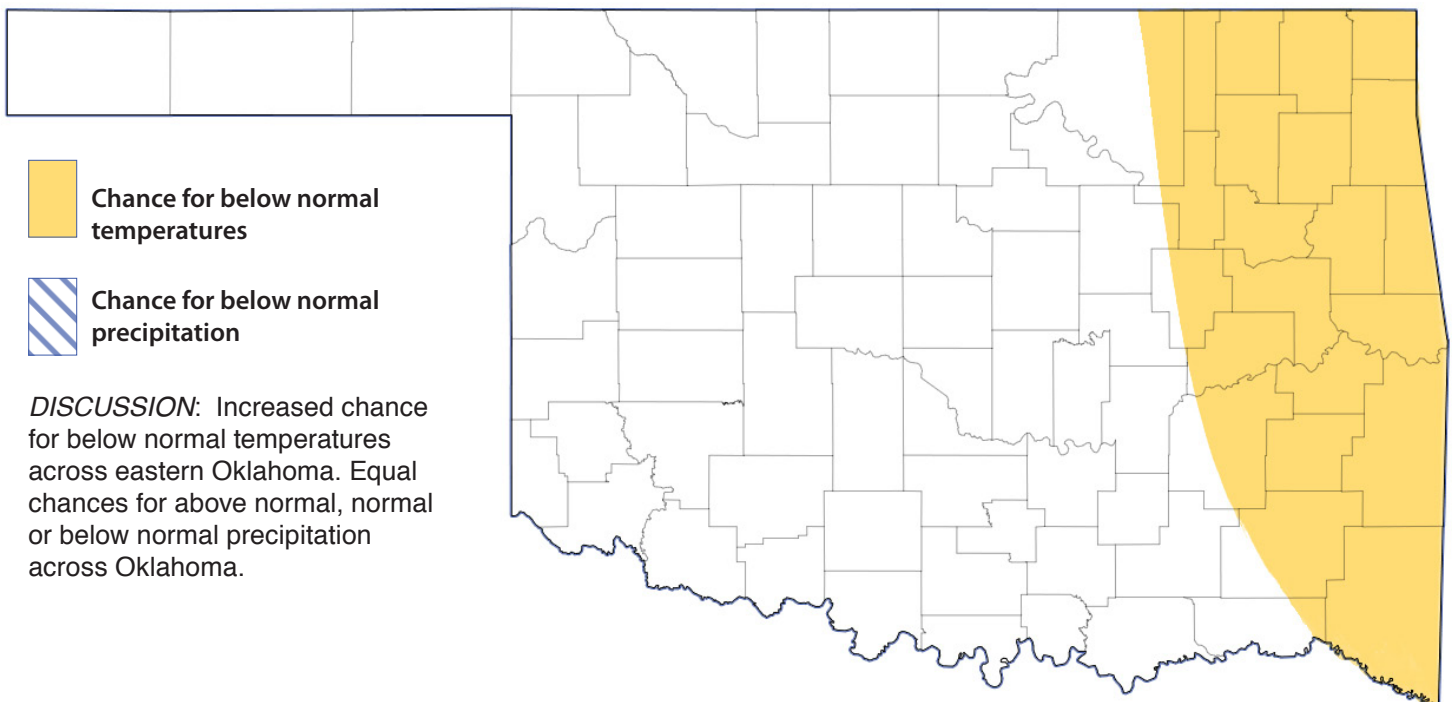 Chance for below normal
temperatures
Chance for below normal
precipitation
DISCUSSION:  Increased chance
for below normal temperatures
across eastern Oklahoma. Equal
chances for above normal, normal
or below normal precipitation
across Oklahoma.